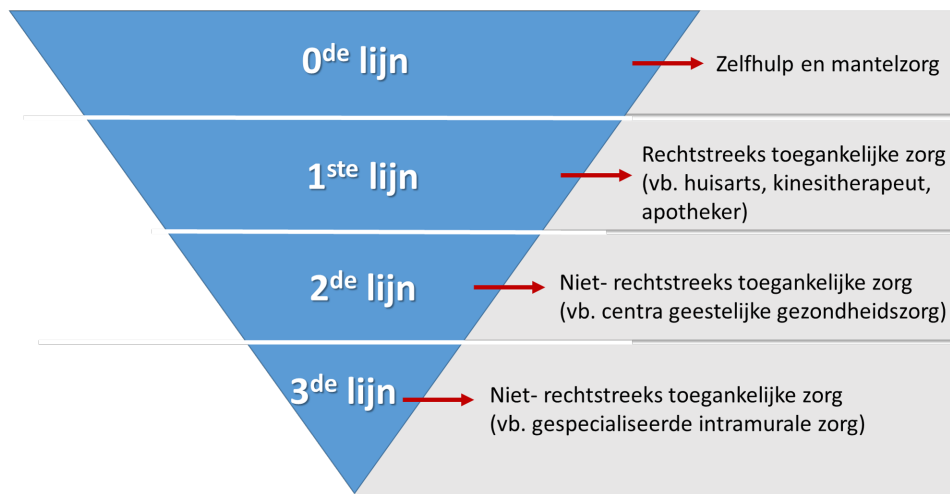 0de lijn
Zelfhulp en mantelzorg
1ste lijn
Rechtstreeks toegankelijke zorg
(vb. huisarts, kinesitherapeut,
apotheker)
2de lijn
Niet- rechtstreeks toegankelijke zorg
(vb. centra geestelijke gezondheidszorg)
3de lijn
Niet- rechtstreeks toegankelijke zorg
(vb. gespecialiseerde intramurale zorg)